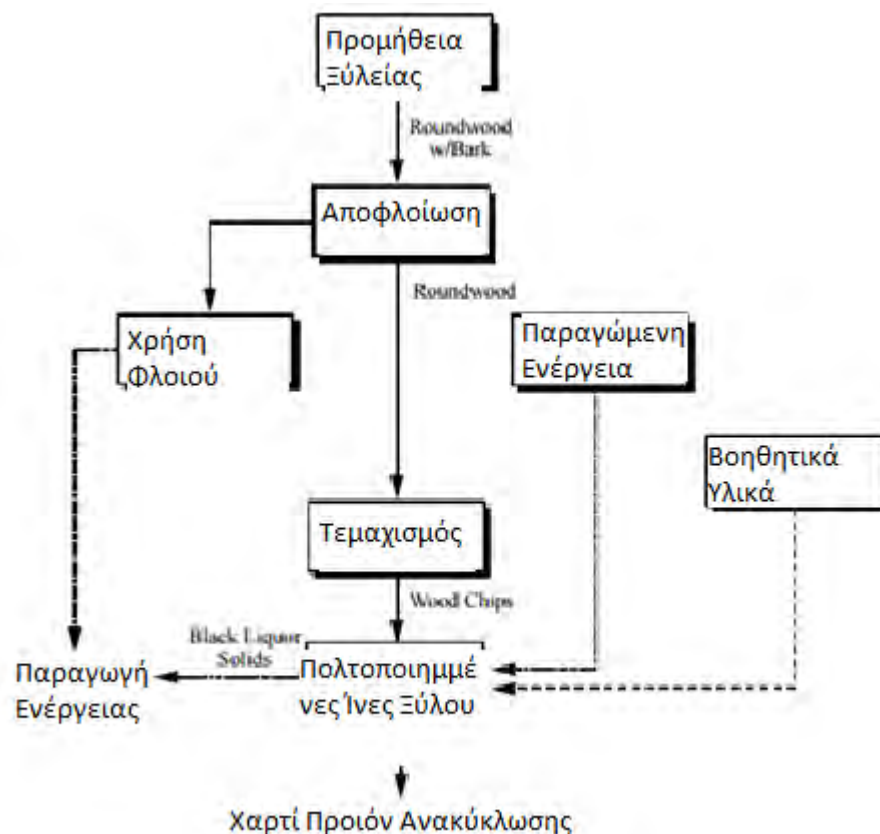 Προμήθεια
Ξύλείας
Roundwood
w/Bark
Αποφλοίωση
Roundwood
Χρήση
Φλοιού
Παραγώμενη
Ενέργεια
Βοηθητικά
Υλικά
Τεμαχισμός
Wood Chips
Black Liquor
Solids
Παραγωγή
Ενέργειας
Πολτοποιημμέ
νες Ίνες Ξύλου
Χαρτί Προιόν Ανακύκλωσης